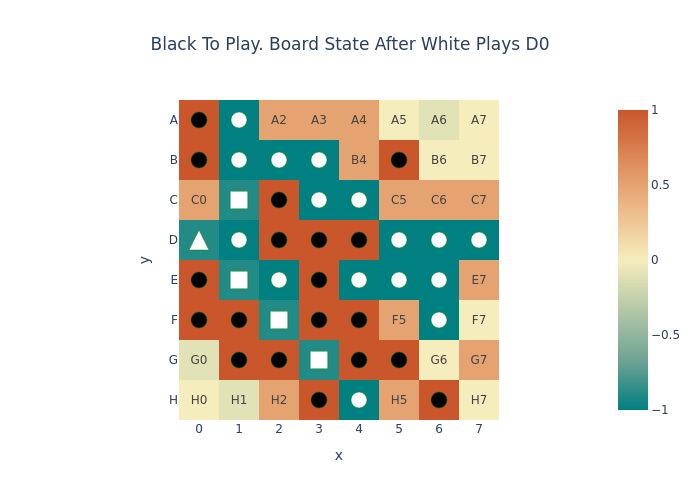 Black To Play. Board State After White Plays D0
A A2 A3 A4 A5 A6 A7 1
B B4 B6 B7
C C0 C5 C6 C7 0.5
D
y E E7 0
F F5 F7 −0.5
G G0 G6 G7
H H0 H1 H2 H5 H7 −1
0 1 2 3 4 5 6 7
x